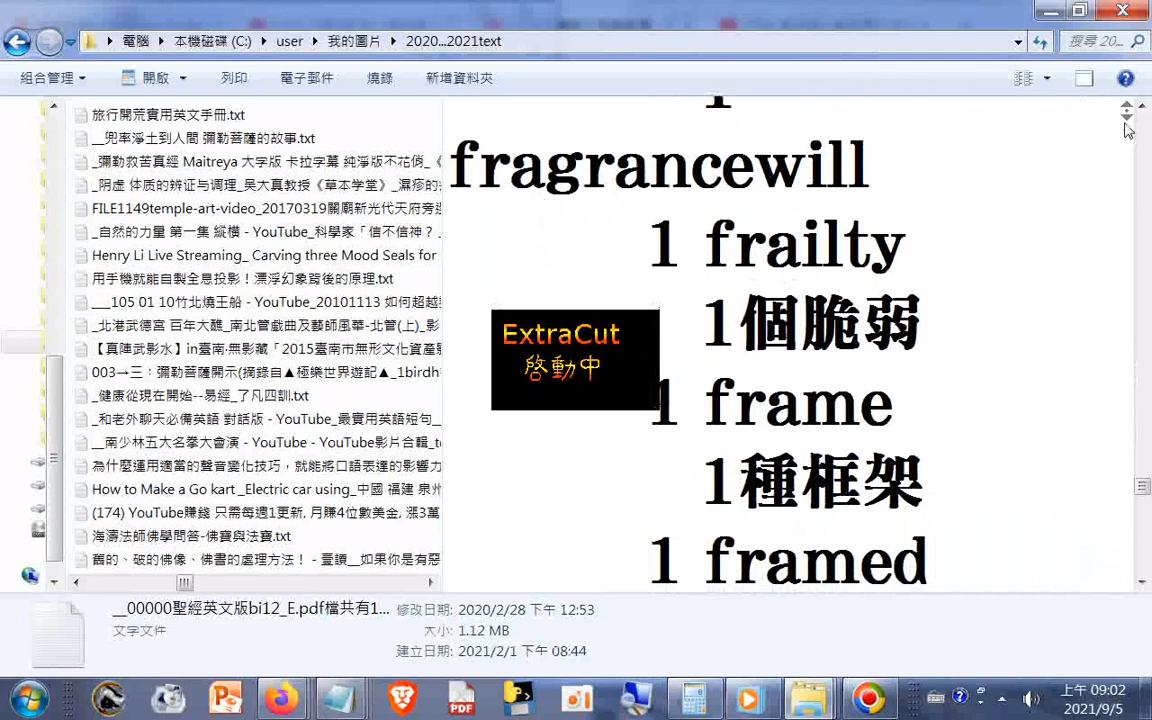 電腦 ▸ 本機磁碟 (C:) ▸ user ▸ 我的圖片 ▸ 2020...2021text
搜尋 20...
組合管理
開啟
列印
電子郵件
燒錄
新增資料夾
旅行開荒實用英文手冊.txt
__兜率淨土到人間 彌勒菩薩的故事.txt
_彌勒救苦真經 Maitreya 大字版 卡拉字幕 純淨版不花俏_《
_阴虚 体质的辨证与调理_吴大真教授《草本学堂》_濕疹的
FILE1149temple-art-video_20170319關廟新光代天府旁
_自然的力量 第一集 縱橫 - YouTube_科學家「信不信神？
Henry Li Live Streaming_ Carving three Mood Seals for
用手機就能自製全息投影！漂浮幻象背後的原理.txt
___105 01 10竹北燒王船 - YouTube_20101113 如何超越
_北港武德宮 百年大醮_南北管戲曲及藝師風華-北管(上)_影
【真陣武影水】in臺南·無影藏「2015臺南市無形文化資產
003→三：彌勒菩薩開示(摘錄自▲極樂世界遊記▲_1birdh
_健康從現在開始--易經_了凡四訓.txt
_和老外聊天必備英語 對話版 - YouTube_最實用英語短句__
__南少林五大名拳大會演 - YouTube - YouTube影片合輯_t
為什麼運用適當的聲音變化技巧，就能將口語表達的影響力
How to Make a Go kart _Electric car using_中國 福建 泉州
(174) YouTube賺錢 只需每週1更新, 月賺4位數美金, 漲3萬
海濤法師佛學問答-佛寶與法寶.txt
舊的、破的佛像、佛書的處理方法！ - 壹讀__如果你是有惡
fragrancewill
1 frailty
1個脆弱
1 frame
1種框架
1 framed
ExtraCut
啓動中
__00000聖經英文版bi12_E.pdf檔共有1...
文字文件
修改日期: 2020/2/28 下午 12:53
大小: 1.12 MB
建立日期: 2021/2/1 下午 08:44
PDF
上午 09:02
2021/9/5